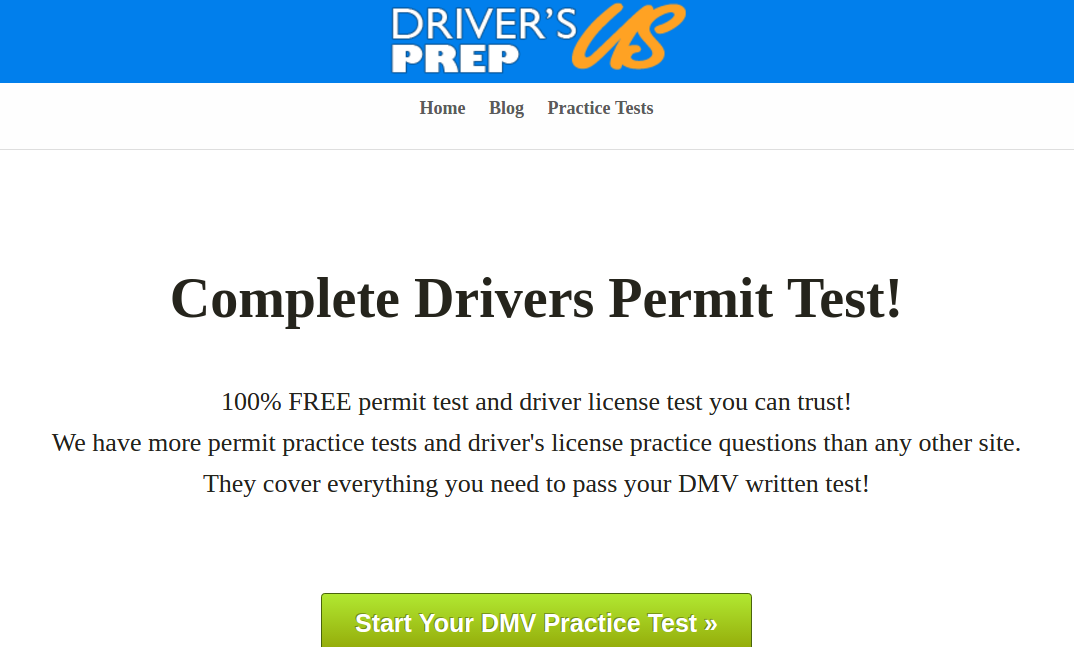 DRIVER'S US
PREP
Home Blog Practice Tests
Complete Drivers Permit Test!
100% FREE permit test and driver license test you can trust!
We have more permit practice tests and driver's license practice questions than any other site.
They cover everything you need to pass your DMV written test!
Start Your DMV Practice Test »